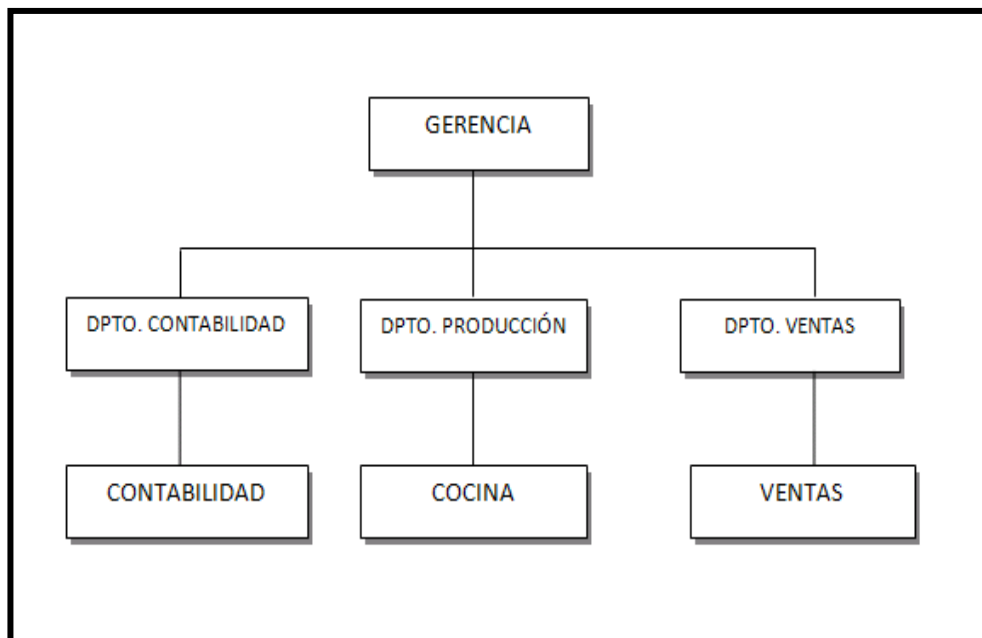 GERENCIA
DPTO. CONTABILIDAD
DPTO. PRODUCCIÓN
DPTO. VENTAS
CONTABILIDAD
COCINA
VENTAS